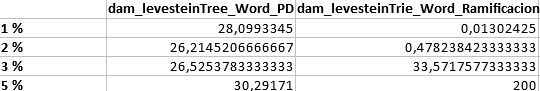 dam_levesteinTree_Word_PD dam_levesteinTrie_Word_Ramificacion
1 % 28,0993345 0,01302425
2 % 26,2145206666667 0,478238423333333
3 % 26,5253783333333 33,5717577333333
5 % 30,29171 200